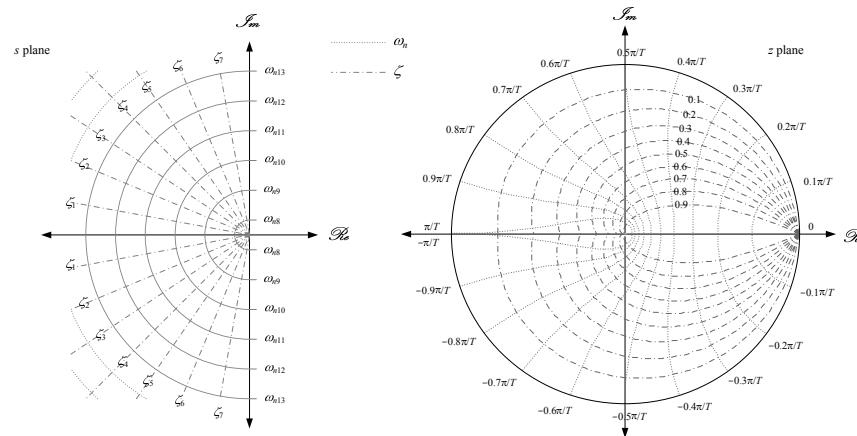 ℐm
s plane
ζ7
ζ6
ζ5
ζ4
ζ3
ζ2
ζ1
ωn13
ωn12
ωn11
ωn10
ωn9
ωn8
ℛe
ωn8
ωn9
ωn10
ωn11
ωn12
ωn13
ζ1
ζ2
ζ3
ζ4
ζ5
ζ6
ζ7
ωn
ζ
ℐm
z plane
0.5π/T
0.6π/T
0.4π/T
0.7π/T
0.3π/T
0.8π/T
0.2π/T
0.9π/T
0.1π/T
0.1
0.2
0.3
0.4
0.5
0.6
0.7
0.8
0.9
π/T
0
−π/T
−0.9π/T
−0.1π/T
−0.8π/T
−0.2π/T
−0.7π/T
−0.3π/T
−0.6π/T
−0.4π/T
−0.5π/T